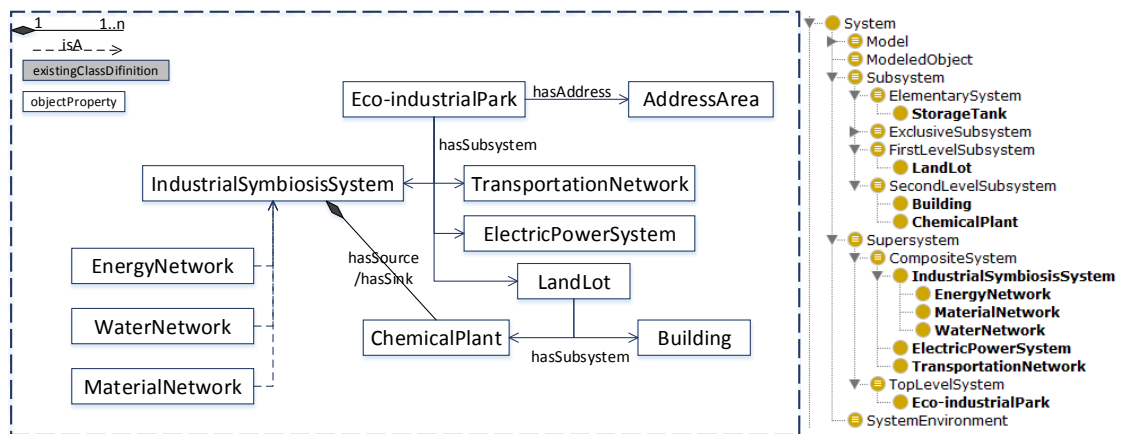 1
1..n
isA
existingClassDifinition
objectProperty
Eco-industrialPark
hasAddress
AddressArea
hasSubsystem
IndustrialSymbiosisSystem
TransportationNetwork
ElectricPowerSystem
hasSource
/hasSink
EnergyNetwork
LandLot
WaterNetwork
ChemicalPlant
Building
hasSubsystem
MaterialNetwork
System
Model
ModeledObject
Subsystem
ElementarySystem
StorageTank
ExclusiveSubsystem
FirstLevelSubsystem
LandLot
SecondLevelSubsystem
Building
ChemicalPlant
Supersystem
CompositeSystem
IndustrialSymbiosisSystem
EnergyNetwork
MaterialNetwork
WaterNetwork
ElectricPowerSystem
TransportationNetwork
TopLevelSystem
Eco-industrialPark
SystemEnvironment